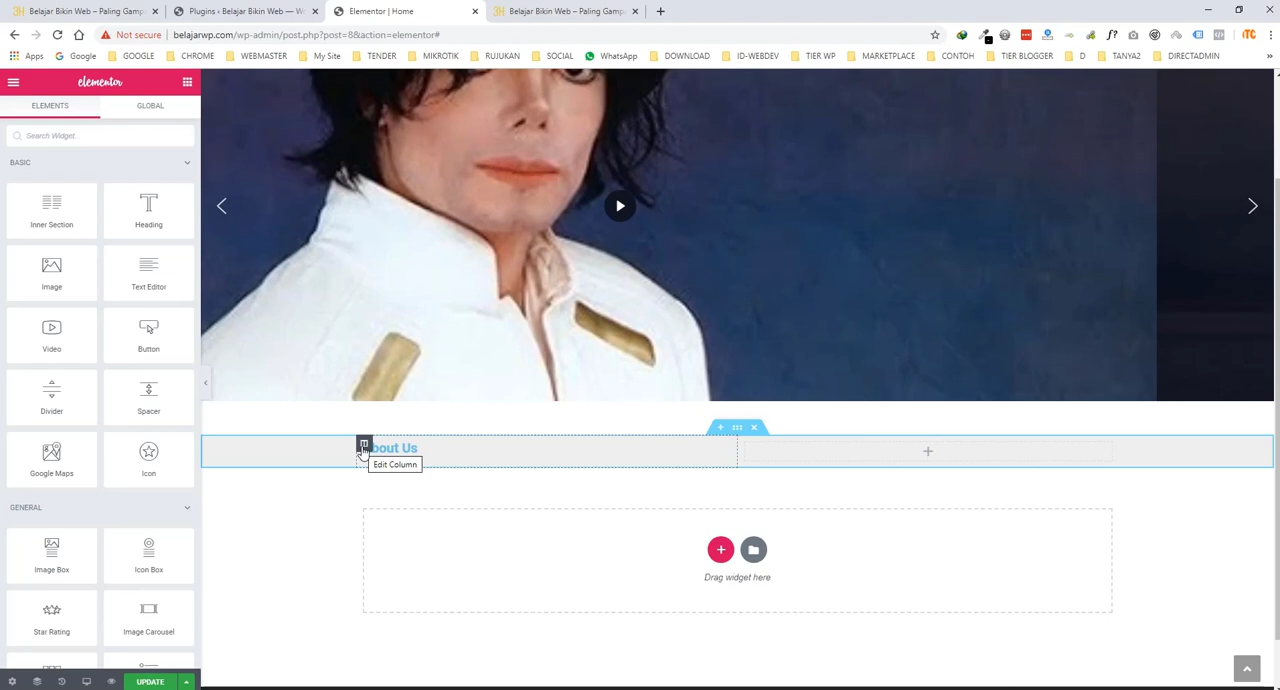 Belajar Bikin Web – Paling Gamp
Plugins ‹ Belajar Bikin Web — W
Elementor | Home
Belajar Bikin Web – Paling Gamp
Not secure
belajarwp.com/wp-admin/post.php?post=8&action=elementor#
Apps
Google
GOOGLE
CHROME
WEBMASTER
My Site
TENDER
MIKROTIK
RUJUKAN
SOCIAL
WhatsApp
DOWNLOAD
ID-WEBDEV
TIER WP
MARKETPLACE
CONTOH
TIER BLOGGER
D
TANYA2
DIRECTADMIN
elementor
ELEMENTS
GLOBAL
Search Widget...
BASIC
Inner Section
Heading
Image
Text Editor
Video
Button
Divider
Spacer
Google Maps
Icon
GENERAL
Image Box
Icon Box
Star Rating
Image Carousel
UPDATE
bout Us
Edit Column
Drag widget here